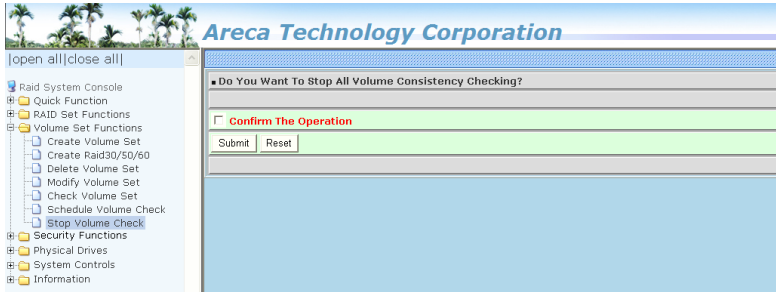 Areca Technology Corporation
|open all|close all|
Raid System Console
Quick Function
RAID Set Functions
Volume Set Functions
Create Volume Set
Create Raid30/50/60
Delete Volume Set
Modify Volume Set
Check Volume Set
Schedule Volume Check
Stop Volume Check
Security Functions
Physical Drives
System Controls
Information
Do You Want To Stop All Volume Consistency Checking?
Confirm The Operation
Submit Reset